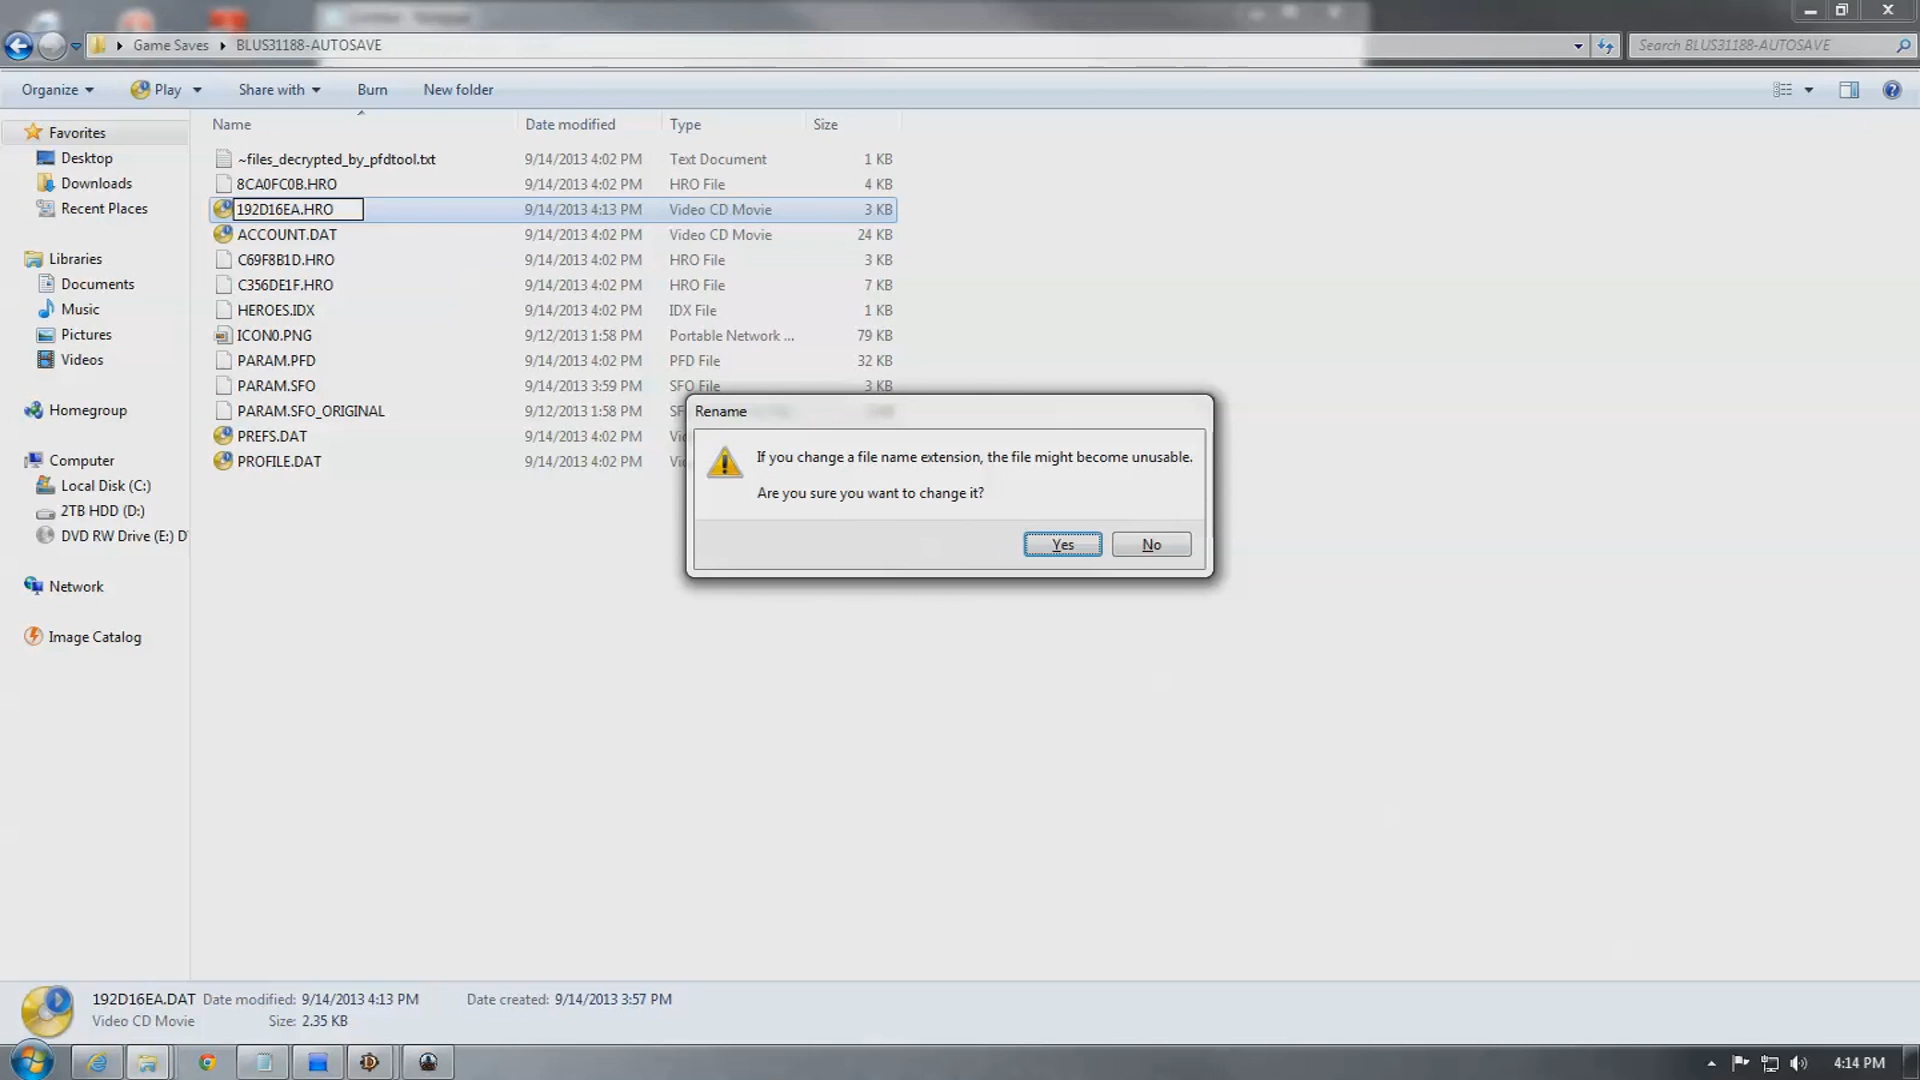 Game Saves BLUS31188-AUTOSAVE Search BLUS31188-AUTOSAVE
Organize Play Share with Burn New folder
Name Date modified Type Size
Favorites
Desktop
Downloads
Recent Places
Libraries
Documents
Music
Pictures
Videos
Homegroup
Computer
Local Disk (C:)
2TB HDD (D:)
DVD RW Drive (E:) D
Network
Image Catalog
~files_decrypted_by_pfdtool.txt 9/14/2013 4:02 PM Text Document 1 KB
8CA0FC0B.HRO 9/14/2013 4:02 PM HRO File 4 KB
192D16EA.HRO 9/14/2013 4:13 PM Video CD Movie 3 KB
ACCOUNT.DAT 9/14/2013 4:02 PM Video CD Movie 24 KB
C69F8B1D.HRO 9/14/2013 4:02 PM HRO File 3 KB
C356DE1F.HRO 9/14/2013 4:02 PM HRO File 7 KB
HEROES.IDX 9/14/2013 4:02 PM IDX File 1 KB
ICON0.PNG 9/12/2013 1:58 PM Portable Network ... 79 KB
PARAM.PFD 9/14/2013 4:02 PM PFD File 32 KB
PARAM.SFO 9/14/2013 3:59 PM SFO File 3 KB
PARAM.SFO_ORIGINAL 9/12/2013 1:58 PM SF
PREFS.DAT 9/14/2013 4:02 PM Vi
PROFILE.DAT 9/14/2013 4:02 PM Vi
Rename
If you change a file name extension, the file might become unusable.
Are you sure you want to change it?
Yes No
192D16EA.DAT Date modified: 9/14/2013 4:13 PM Date created: 9/14/2013 3:57 PM
Video CD Movie Size: 2.35 KB
4:14 PM